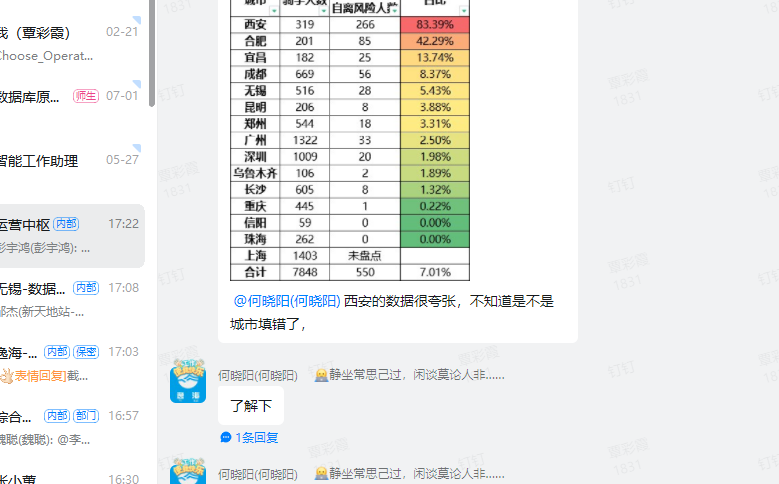 我（覃彩霞） 02-21
Choose_Operat...
数据库原... 师生 07-01
智能工作助理 05-27
运营中枢 内部 17:22
彭宇鸿(彭宇鸿): ...
无锡-数据... 内部 17:08
邹杰(新天地站-...
逸海-... 内部 保密 17:03
表情回复]截...
综合... 内部 部门 16:57
魏聪(魏聪): @李...
张小董 16:30
城市 骑手人数 自离风险人数 占比
西安 319 266 83.39%
合肥 201 85 42.29%
宜昌 182 25 13.74%
成都 669 56 8.37%
无锡 516 28 5.43%
昆明 206 8 3.88%
郑州 544 18 3.31%
广州 1322 33 2.50%
深圳 1009 20 1.98%
乌鲁木齐 106 2 1.89%
长沙 605 8 1.32%
重庆 445 1 0.22%
信阳 59 0 0.00%
珠海 262 0 0.00%
上海 1403 未盘点
合计 7848 550 7.01%
@何晓阳(何晓阳) 西安的数据很夸张，不知道是不是
城市填错了，
何晓阳(何晓阳) 静坐常思己过，闲谈莫论人非......
了解下
1条回复
何晓阳(何晓阳) 静坐常思己过，闲谈莫论人非......
钉钉
覃彩霞
1831